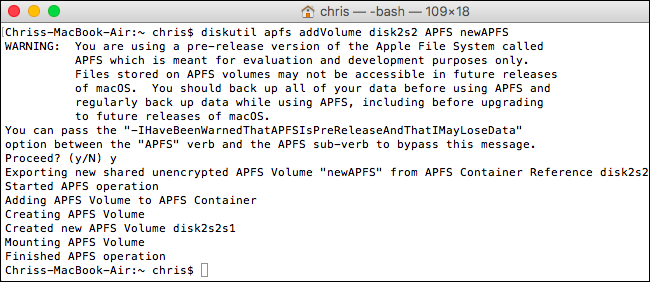 chris — -bash — 109×18
Chriss-MacBook-Air:~ chris$ diskutil apfs addVolume disk2s2 APFS newAPFS
WARNING:  You are using a pre-release version of the Apple File System called
          APFS which is meant for evaluation and development purposes only.
          Files stored on APFS volumes may not be accessible in future releases
          of macOS.  You should back up all of your data before using APFS and
          regularly back up data while using APFS, including before upgrading
          to future releases of macOS.
You can pass the "-IHaveBeenWarnedThatAPFSIsPreReleaseAndThatIMayLoseData"
option between the "APFS" verb and the APFS sub-verb to bypass this message.
Proceed? (y/N) y
Exporting new shared unencrypted APFS Volume "newAPFS" from APFS Container Reference disk2s2
Started APFS operation
Adding APFS Volume to APFS Container
Creating APFS Volume
Created new APFS Volume disk2s2s1
Mounting APFS Volume
Finished APFS operation
Chriss-MacBook-Air:~ chris$